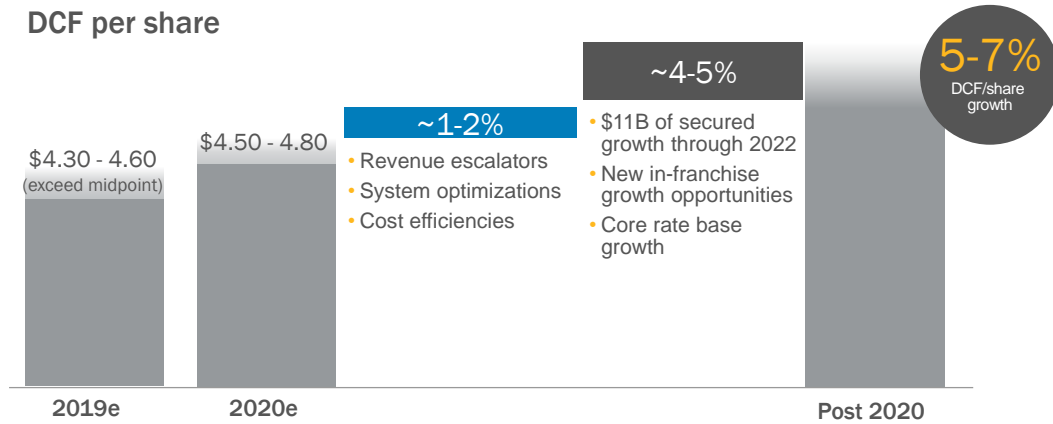 DCF per share
5-7%
DCF/share
growth
~4-5%
~1-2%
$4.30 - 4.60
(exceed midpoint)
$4.50 - 4.80
• Revenue escalators
• System optimizations
• Cost efficiencies
• $11B of secured
growth through 2022
• New in-franchise
growth opportunities
• Core rate base
growth
2019e
2020e
Post 2020